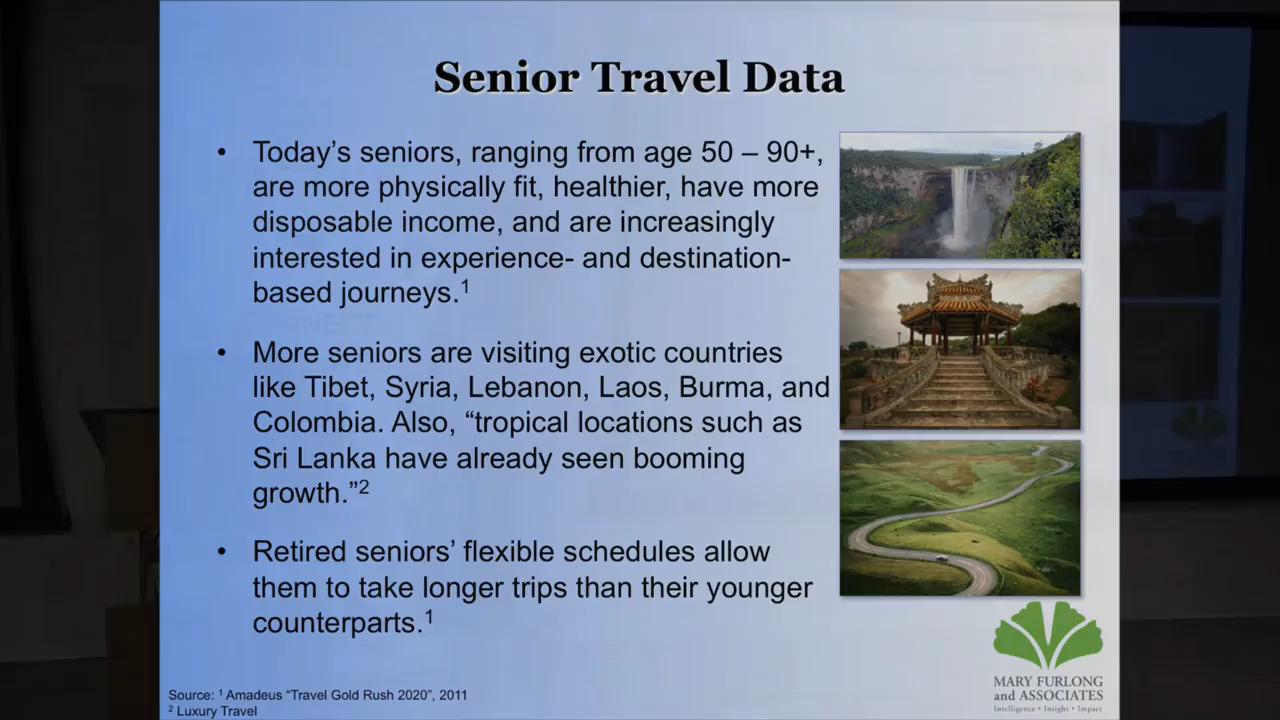 Senior Travel Data
• Today’s seniors, ranging from age 50 – 90+,
are more physically fit, healthier, have more
disposable income, and are increasingly
interested in experience- and destination-
based journeys.¹
• More seniors are visiting exotic countries
like Tibet, Syria, Lebanon, Laos, Burma, and
Colombia. Also, “tropical locations such as
Sri Lanka have already seen booming
growth.”²
• Retired seniors’ flexible schedules allow
them to take longer trips than their younger
counterparts.¹
Source: ¹ Amadeus “Travel Gold Rush 2020”, 2011
² Luxury Travel
MARY FURLONG
and ASSOCIATES
Intelligence • Insight • Impact